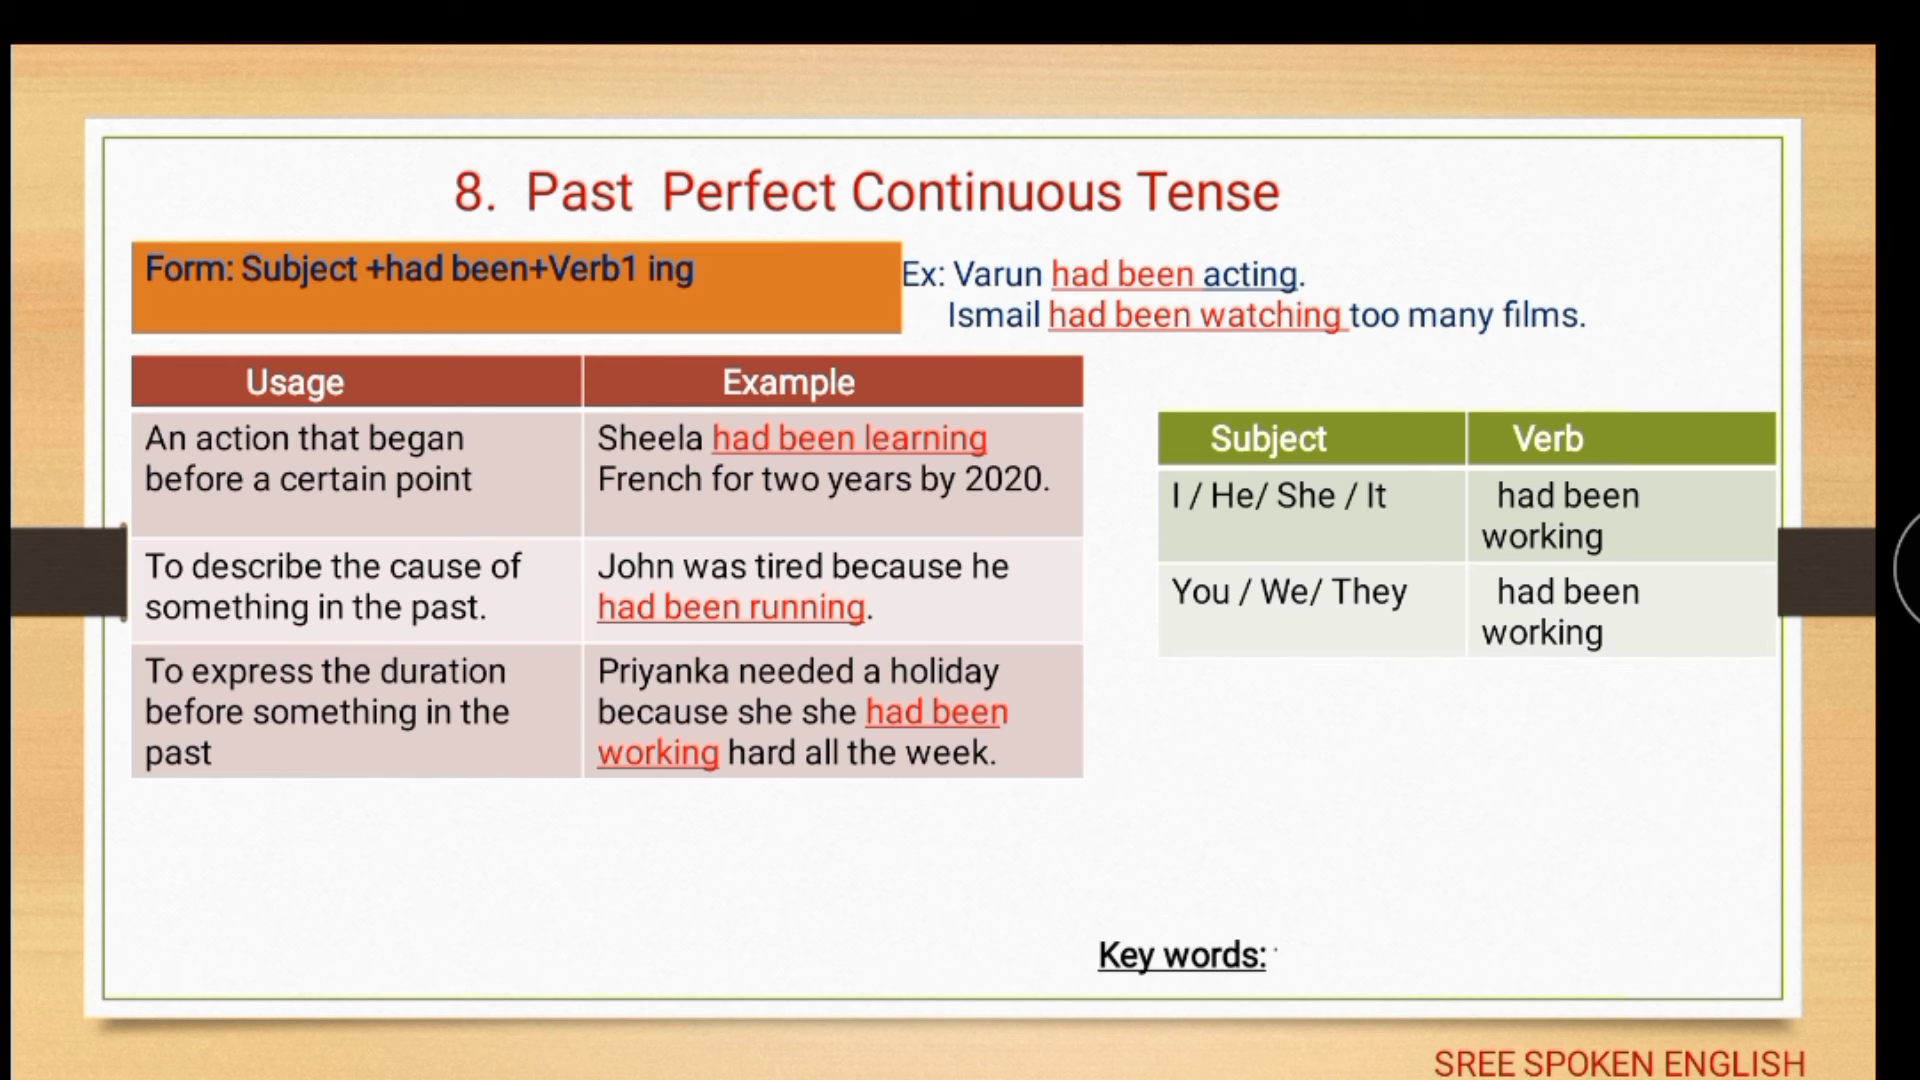 8. Past Perfect Continuous Tense
Form: Subject +had been+Verb1 ing
Ex: Varun had been acting.
Ismail had been watching too many films.
Usage
Example
An action that began
before a certain point
Sheela had been learning
French for two years by 2020.
To describe the cause of
something in the past.
John was tired because he
had been running.
To express the duration
before something in the
past
Priyanka needed a holiday
because she she had been
working hard all the week.
Subject
Verb
I / He/ She / It
had been
working
You / We/ They
had been
working
Key words:
SREE SPOKEN ENGLISH